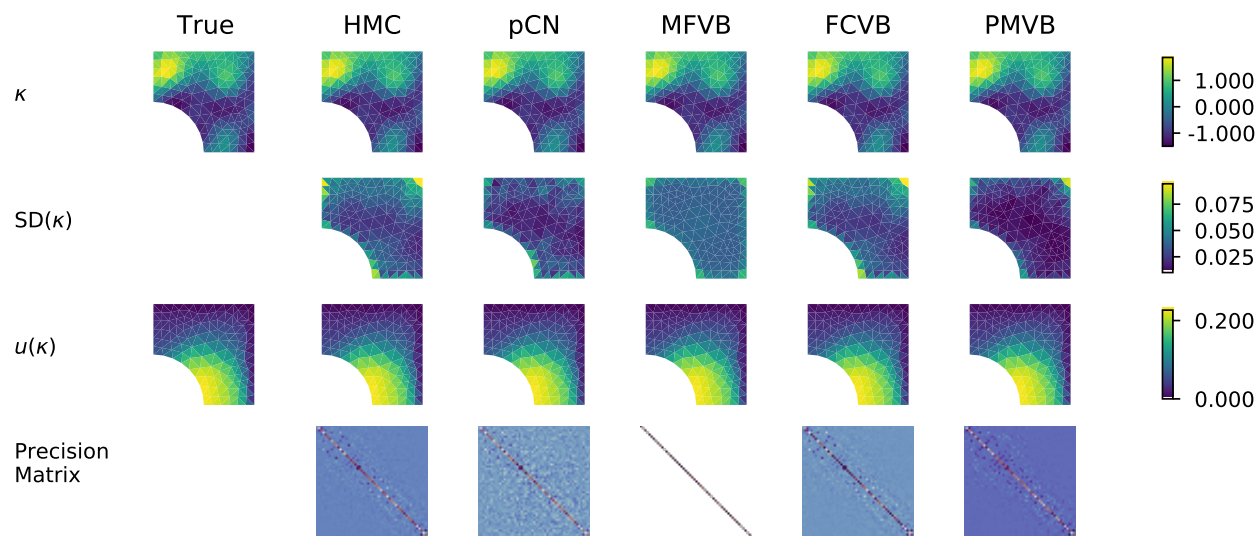 True HMC pCN MFVB FCVB PMVB
κ
1.000
0.000
-1.000
SD(κ)
0.075
0.050
0.025
u(κ)
0.200
0.000
Precision
Matrix